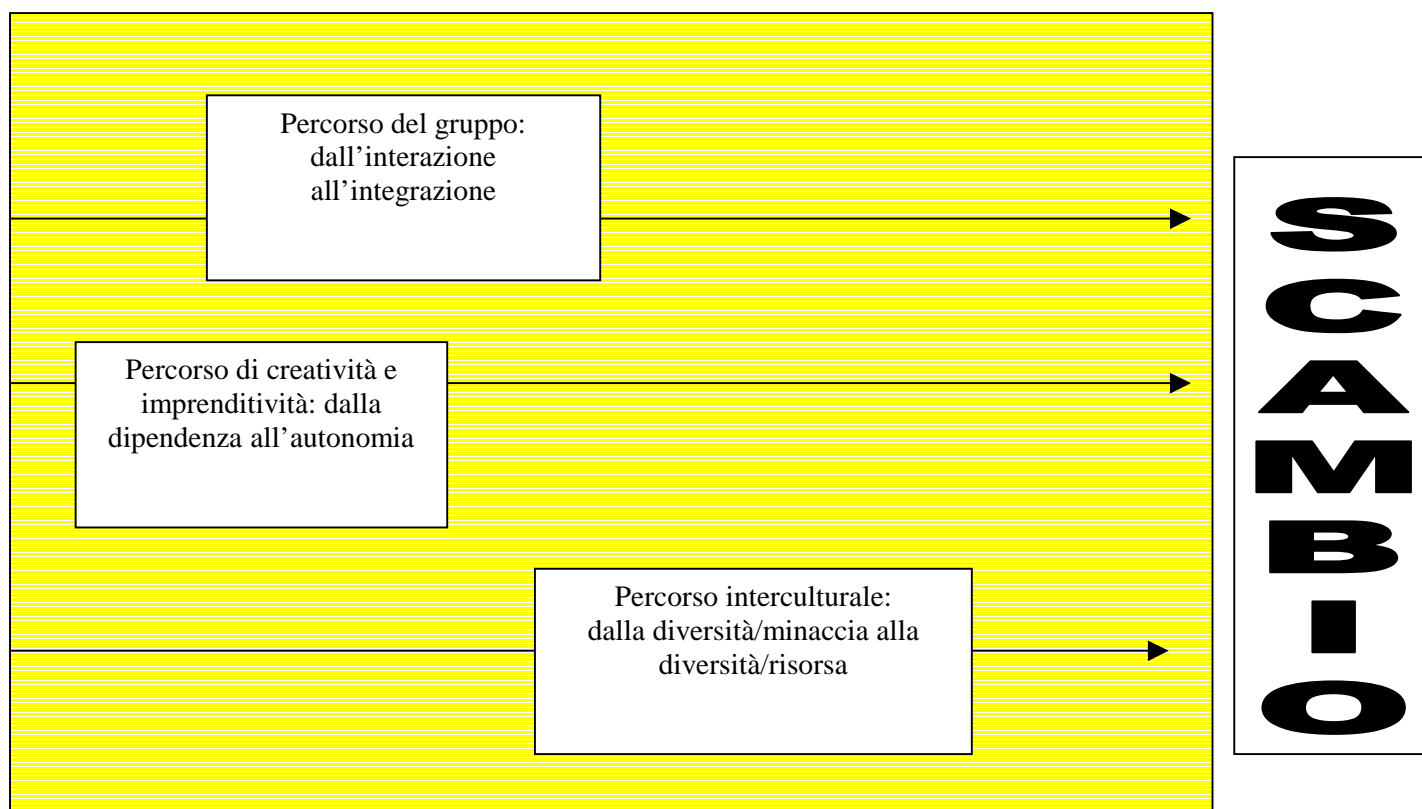 Percorso del gruppo:
dall’interazione
all’integrazione
Percorso di creatività e
imprenditività: dalla
dipendenza all’autonomia
Percorso interculturale:
dalla diversità/minaccia alla
diversità/risorsa
SCAMBIO